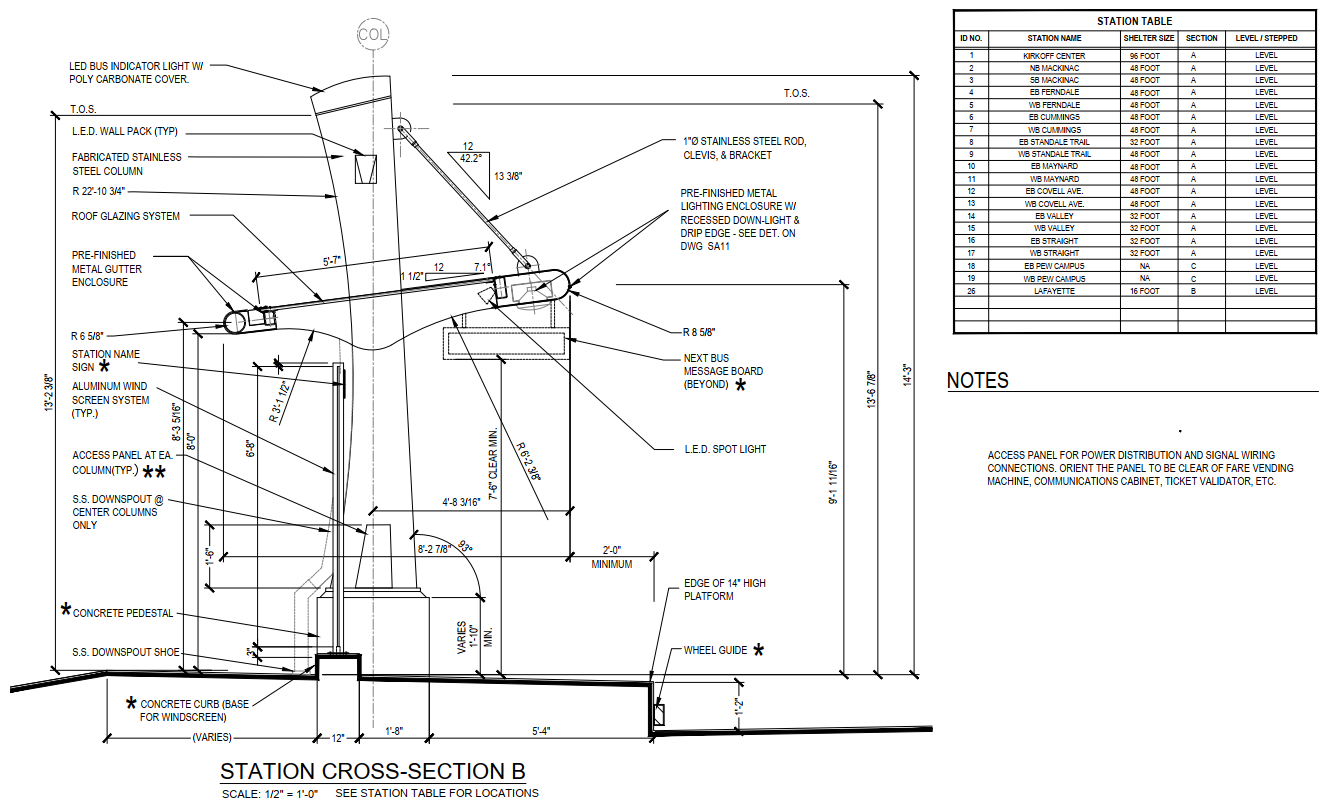 COL
LED BUS INDICATOR LIGHT W/
POLY CARBONATE COVER.
T.O.S.
L.E.D. WALL PACK (TYP)
FABRICATED STAINLESS
STEEL COLUMN
R 22'-10 3/4"
ROOF GLAZING SYSTEM
PRE-FINISHED
METAL GUTTER
ENCLOSURE
R 6 5/8"
STATION NAME
SIGN *
ALUMINUM WIND
SCREEN SYSTEM
(TYP.)
ACCESS PANEL AT EA.
COLUMN(TYP.) **
S.S. DOWNSPOUT @
CENTER COLUMNS
ONLY
* CONCRETE PEDESTAL
S.S. DOWNSPOUT SHOE
* CONCRETE CURB (BASE
FOR WINDSCREEN)
13'-2 3/8"
8'-3 5/16"
8'-0"
6'-8"
1'-6"
3"
R 3'-1 1/2"
5'-7"
1 1/2"
12
7.1°
12
42.2°
13 3/8"
T.O.S.
1"Ø STAINLESS STEEL ROD,
CLEVIS, & BRACKET
PRE-FINISHED METAL
LIGHTING ENCLOSURE W/
RECESSED DOWN-LIGHT &
DRIP EDGE - SEE DET. ON
DWG SA11
R 8 5/8"
NEXT BUS
MESSAGE BOARD
(BEYOND) *
L.E.D. SPOT LIGHT
7'-6" CLEAR MIN.
R 6'-2 3/8"
4'-8 3/16"
8'-2 7/8"
93°
2'-0"
MINIMUM
VARIES
1'-10"
MIN.
EDGE OF 14" HIGH
PLATFORM
WHEEL GUIDE *
1'-2"
9'-1 11/16"
13'-6 7/8"
14'-3"
(VARIES)
12"
1'-8"
5'-4"
STATION CROSS-SECTION B
SCALE: 1/2" = 1'-0" SEE STATION TABLE FOR LOCATIONS
STATION TABLE
ID NO. STATION NAME SHELTER SIZE SECTION LEVEL / STEPPED
1 KIRKOFF CENTER 96 FOOT A LEVEL
2 NB MACKINAC 48 FOOT A LEVEL
3 SB MACKINAC 48 FOOT A LEVEL
4 EB FERNDALE 48 FOOT A LEVEL
5 WB FERNDALE 48 FOOT A LEVEL
6 EB CUMMINGS 48 FOOT A LEVEL
7 WB CUMMINGS 48 FOOT A LEVEL
8 EB STANDALE TRAIL 32 FOOT A LEVEL
9 WB STANDALE TRAIL 48 FOOT A LEVEL
10 EB MAYNARD 48 FOOT A LEVEL
11 WB MAYNARD 48 FOOT A LEVEL
12 EB COVELL AVE. 48 FOOT A LEVEL
13 WB COVELL AVE. 48 FOOT A LEVEL
14 EB VALLEY 32 FOOT A LEVEL
15 WB VALLEY 32 FOOT A LEVEL
16 EB STRAIGHT 32 FOOT A LEVEL
17 WB STRAIGHT 32 FOOT A LEVEL
18 EB PEW CAMPUS NA C LEVEL
19 WB PEW CAMPUS NA C LEVEL
26 LAFAYETTE 16 FOOT B LEVEL
NOTES
ACCESS PANEL FOR POWER DISTRIBUTION AND SIGNAL WIRING
CONNECTIONS. ORIENT THE PANEL TO BE CLEAR OF FARE VENDING
MACHINE, COMMUNICATIONS CABINET, TICKET VALIDATOR, ETC.